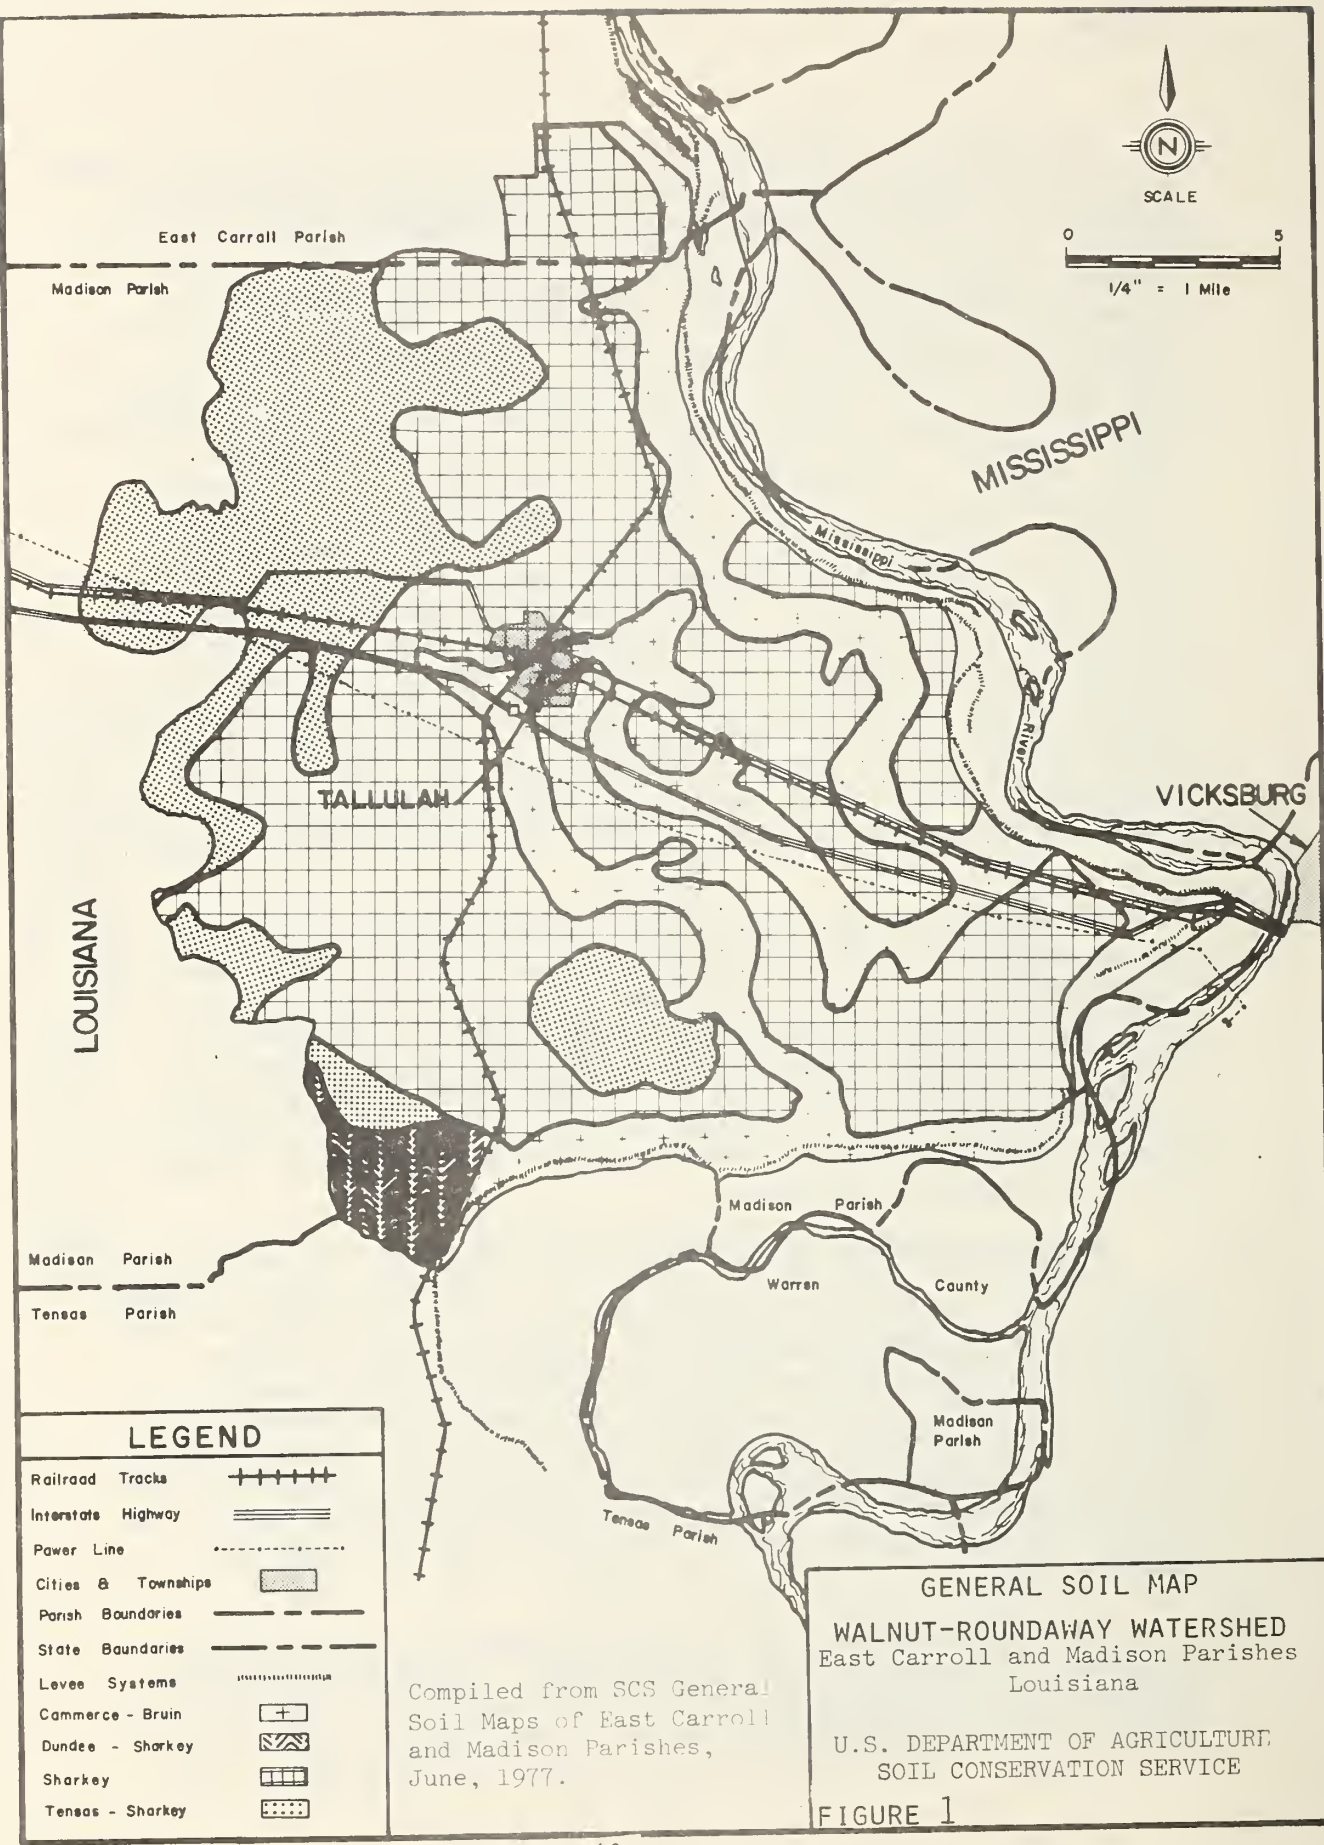 N
SCALE
0 5
1/4" = 1 Mile
East Carroll Parish
Madison Parish
MISSISSIPPI
Mississippi
River
VICKSBURG
TALLULAH
LOUISIANA
Madison Parish
Madison Parish
Tensas Parish
Warren County
Madison
Parish
Tensas Parish
LEGEND
Railroad Tracks
Interstate Highway
Power Line
Cities & Townships
Parish Boundaries
State Boundaries
Levee Systems
Commerce - Bruin
Dundee - Sharkey
Sharkey
Tensas - Sharkey
Compiled from SCS General
Soil Maps of East Carroll
and Madison Parishes,
June, 1977.
GENERAL SOIL MAP
WALNUT-ROUNDAWAY WATERSHED
East Carroll and Madison Parishes
Louisiana
U.S. DEPARTMENT OF AGRICULTURE
SOIL CONSERVATION SERVICE
FIGURE 1